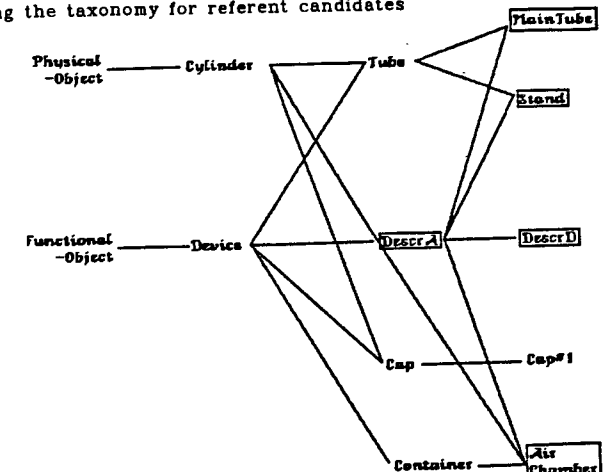 ng the taxonomy for referent candidates
MainTube
Physical
-Object
Cylinder
Tube
Stand
Functional
-Object
Device
DescrA
DescrD
Cap
Cap#1
Container
Air
Chamber